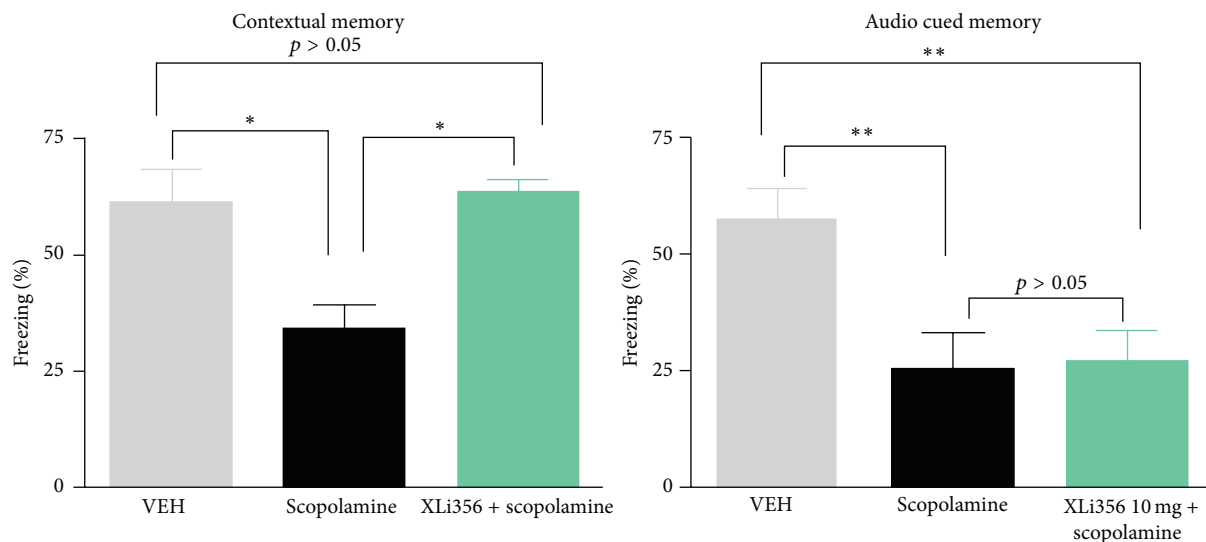 Contextual memory
p > 0.05
*
*
75
50
25
0
Freezing (%)
VEH
Scopolamine
XLi356 + scopolamine
Audio cued memory
**
**
p > 0.05
75
50
25
0
Freezing (%)
VEH
Scopolamine
XLi356 10 mg +
scopolamine